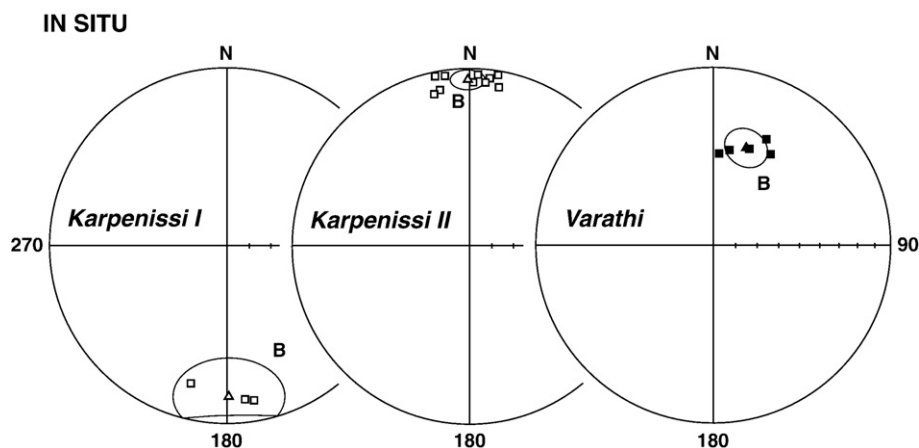 IN SITU
N N N
B
B
B
Karpenissi I Karpenissi II Varathi
270 90
B
180 180 180